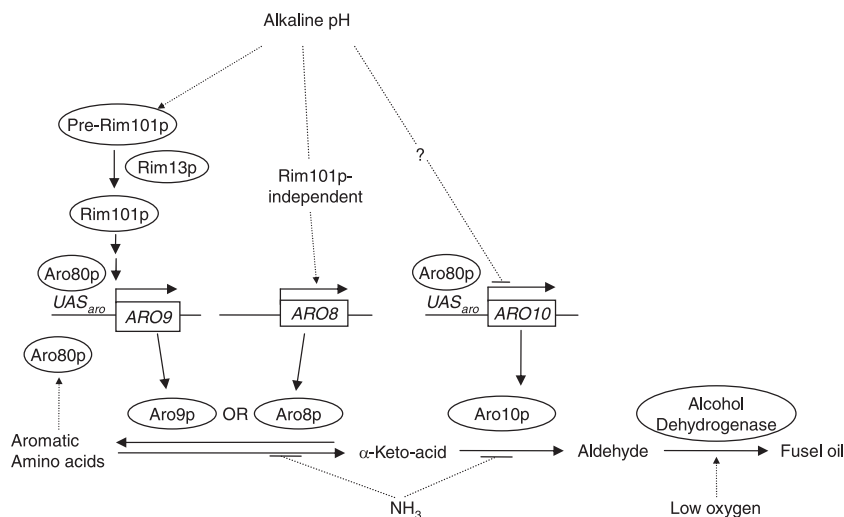 Alkaline pH
Pre-Rim101p
Rim13p
?
Rim101p-
independent
Rim101p
Aro80p
Aro80p
UASaro
ARO9
ARO8
UASaro
ARO10
Aro80p
Aro9p OR Aro8p
Aro10p
Alcohol
Dehydrogenase
Aromatic
Amino acids
α-Keto-acid
Aldehyde
Fusel oil
NH3
Low oxygen